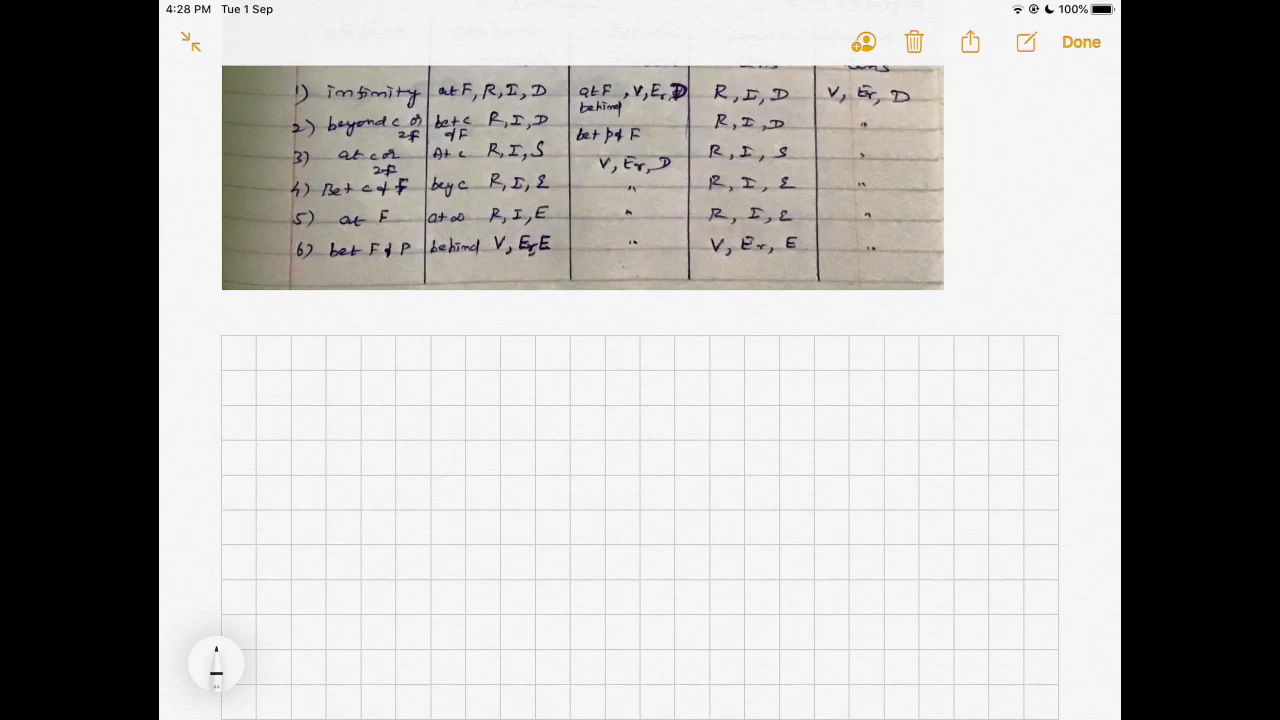 4:28 PM Tue 1 Sep 100%
Done
1) infinity at F, R, I, D at F, V, Er, D R, I, D V, Er, D
behind
2) beyond c or bet c R, I, D bet p & F R, I, D "
2F & F
3) at c or At c R, I, S V, Er, D R, I, S "
2F
4) Bet c & F bey c R, I, E " R, I, E "
5) at F at ∞ R, I, E " R, I, E "
6) bet F & P behind V, Er E " V, Er, E "